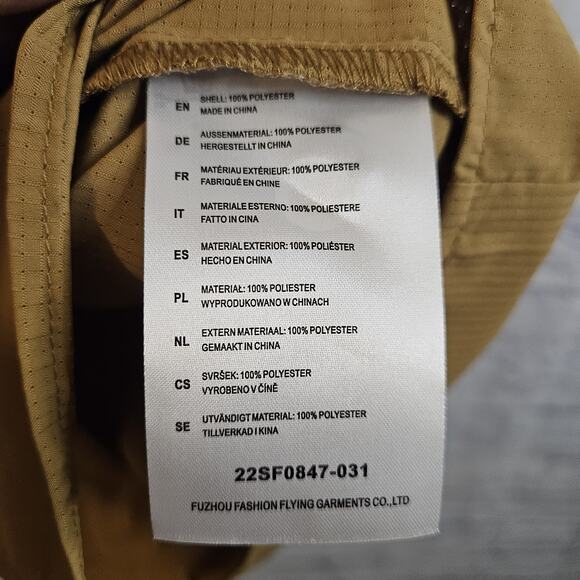 EN SHELL: 100% POLYESTER
MADE IN CHINA
DE AUSSENMATERIAL: 100% POLYESTER
HERGESTELLT IN CHINA
FR MATÉRIAU EXTÉRIEUR: 100% POLYESTER
FABRIQUÉ EN CHINE
IT MATERIALE ESTERNO: 100% POLIESTERE
FATTO IN CINA
ES MATERIAL EXTERIOR: 100% POLIÉSTER
HECHO EN CHINA
PL MATERIAŁ: 100% POLIESTER
WYPRODUKOWANO W CHINACH
NL EXTERN MATERIAAL: 100% POLYESTER
GEMAAKT IN CHINA
CS SVRŠEK: 100% POLYESTER
VYROBENO V ČÍNĚ
SE UTVÄNDIGT MATERIAL: 100% POLYESTER
TILLVERKAD I KINA
22SF0847-031
FUZHOU FASHION FLYING GARMENTS CO.,LTD